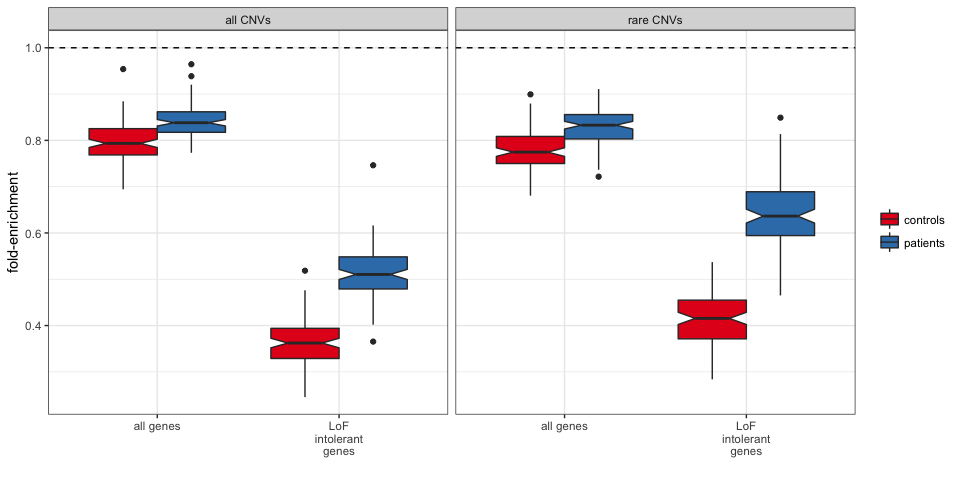 all CNVs
rare CNVs
fold-enrichment
1.0
0.8
0.6
0.4
all genes
LoF
intolerant
genes
all genes
LoF
intolerant
genes
controls
patients